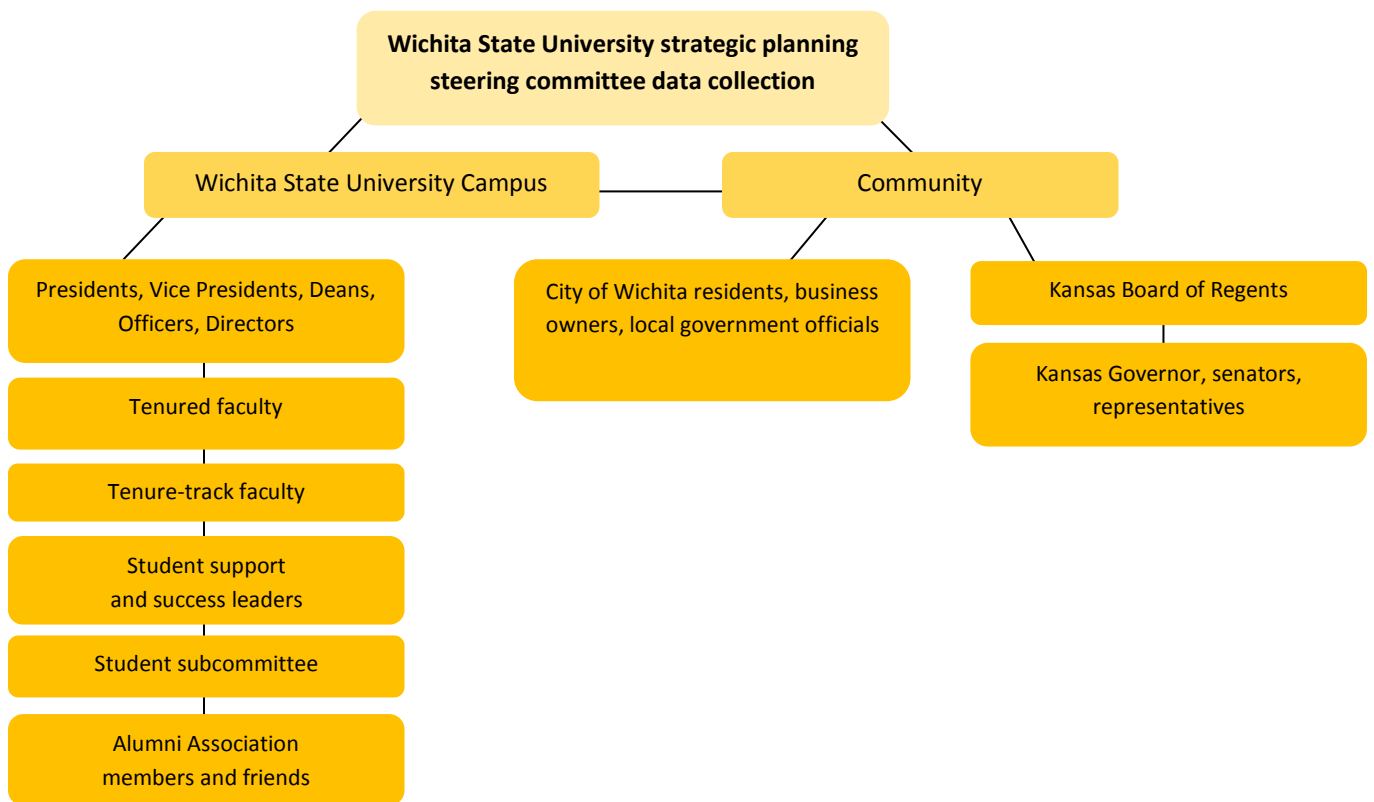 Wichita State University strategic planning
steering committee data collection
Wichita State University Campus
Community
Presidents, Vice Presidents, Deans,
Officers, Directors
Tenured faculty
Tenure-track faculty
Student support
and success leaders
Student subcommittee
Alumni Association
members and friends
City of Wichita residents, business
owners, local government officials
Kansas Board of Regents
Kansas Governor, senators,
representatives